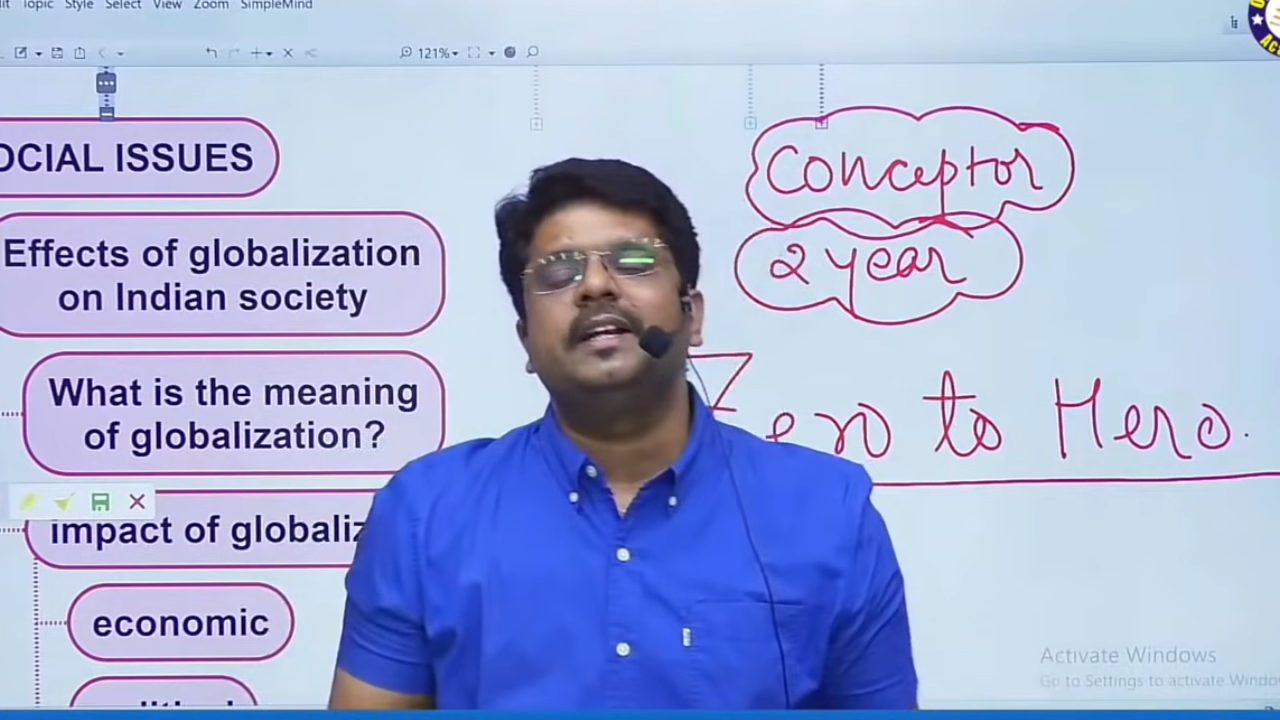 Topic Style Select View Zoom SimpleMind
121%
OCIAL ISSUES
Effects of globalization
on Indian society
What is the meaning
of globalization?
impact of globaliz
economic
Conceptor
2 year
Zero to Hero.
Activate Windows
Go to Settings to activate Windo